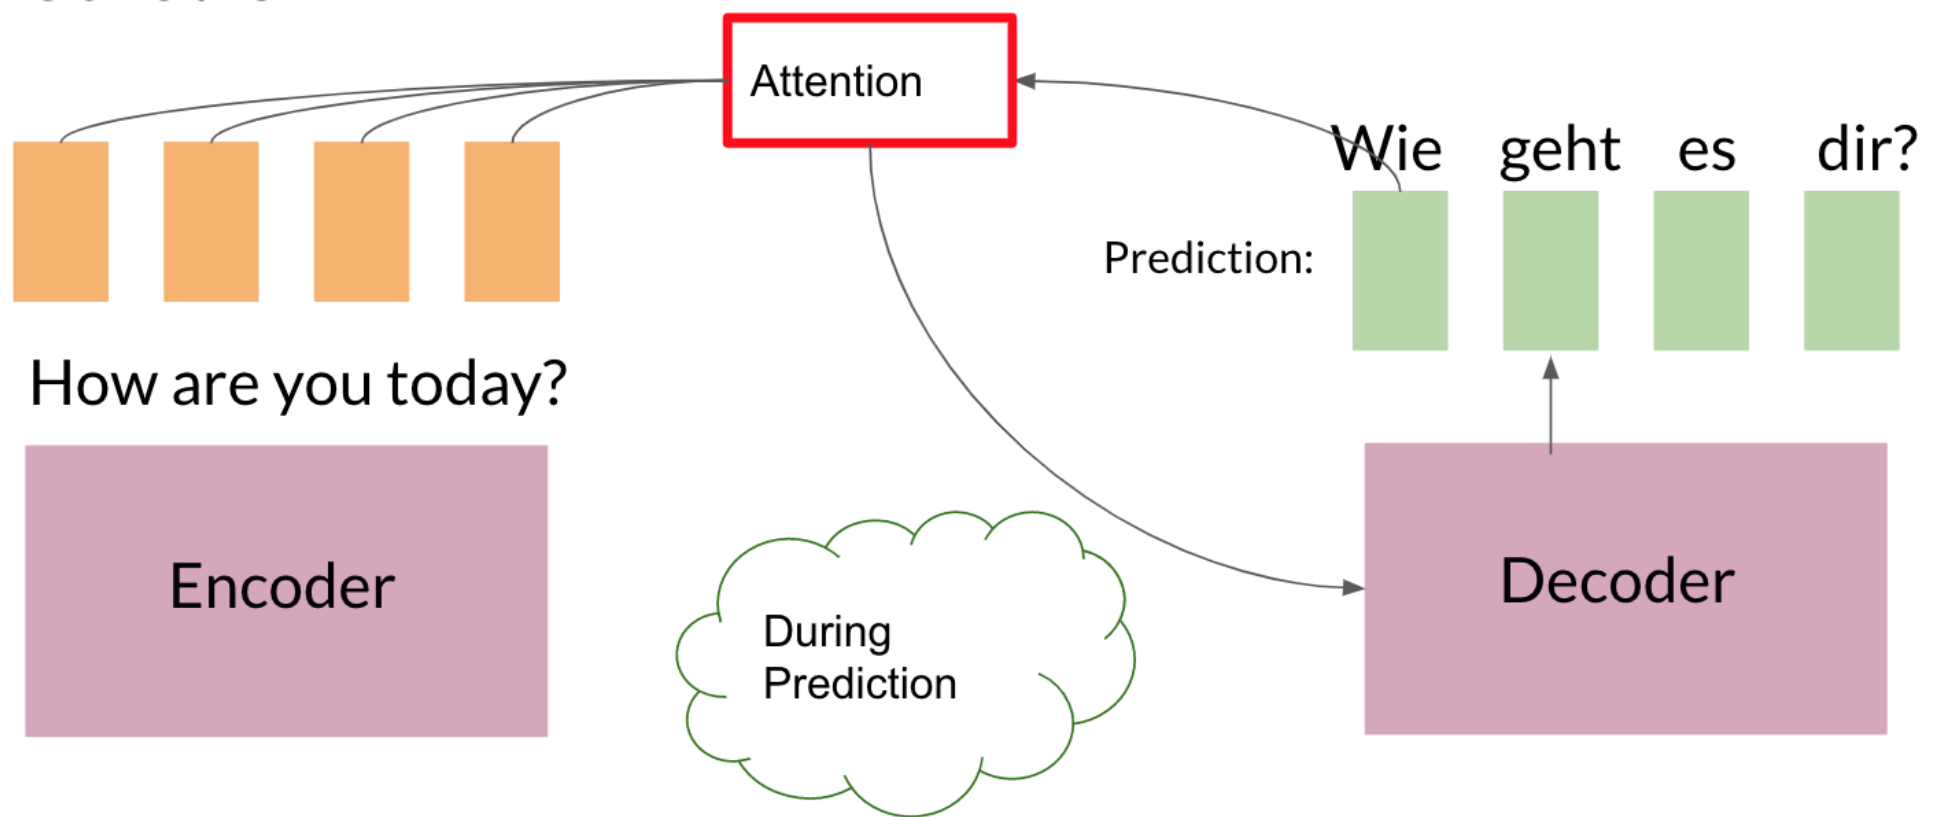 Attention
Wie geht es dir?
Prediction:
How are you today?
Encoder
Decoder
During
Prediction